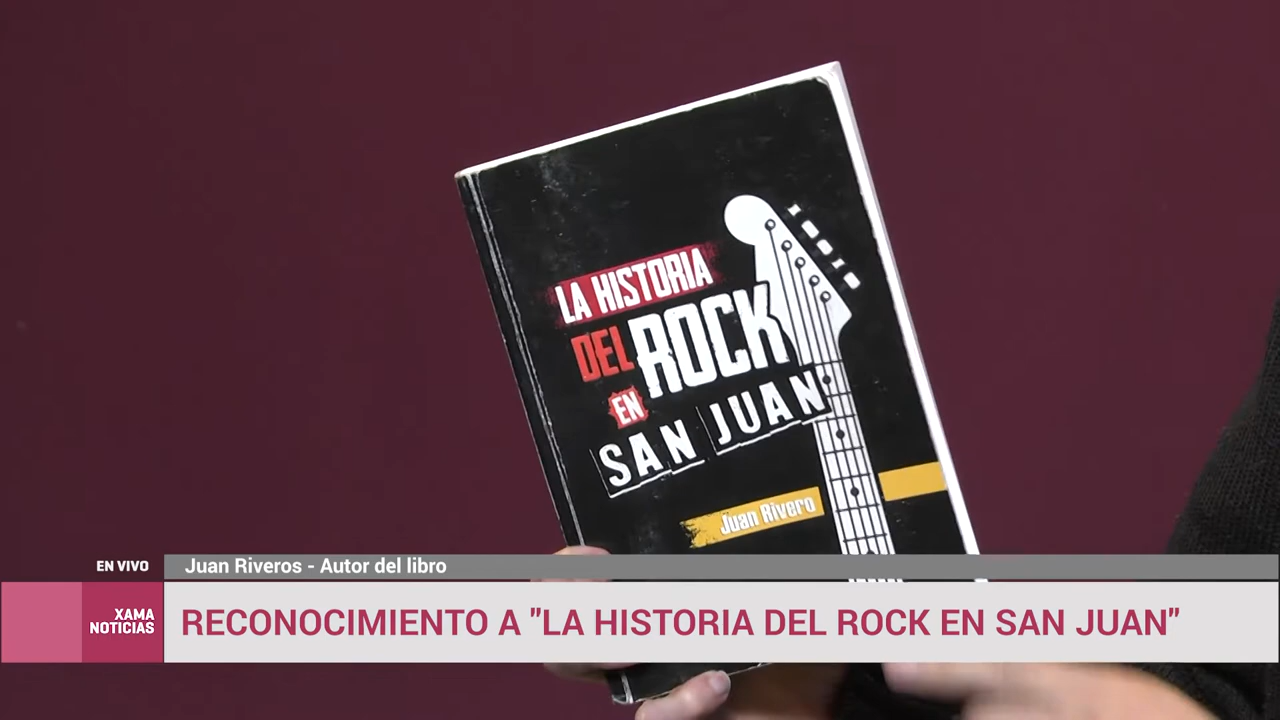 LA HISTORIA
DEL ROCK
EN
SAN JUAN
Juan Rivero
EN VIVO
Juan Riveros - Autor del libro
XAMA
NOTICIAS
RECONOCIMIENTO A "LA HISTORIA DEL ROCK EN SAN JUAN"